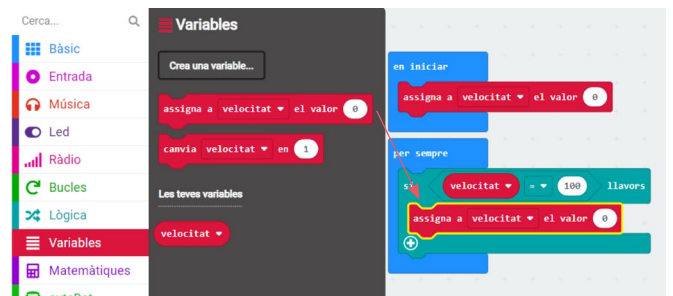 Cerca...
Bàsic
Entrada
Música
Led
Ràdio
Bucles
Lògica
Variables
Matemàtiques
Variables
Crea una variable...
assigna a velocitat el valor 0
canvia velocitat en 1
Les teves variables
velocitat
en iniciar
assigna a velocitat el valor 0
per sempre
velocitat = 100 llavors
assigna a velocitat el valor 0